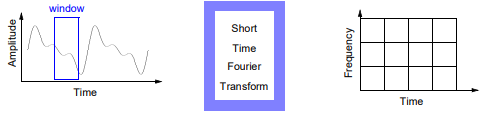 window
Amplitude
Time
Short
Time
Fourier
Transform
Frequency
Time